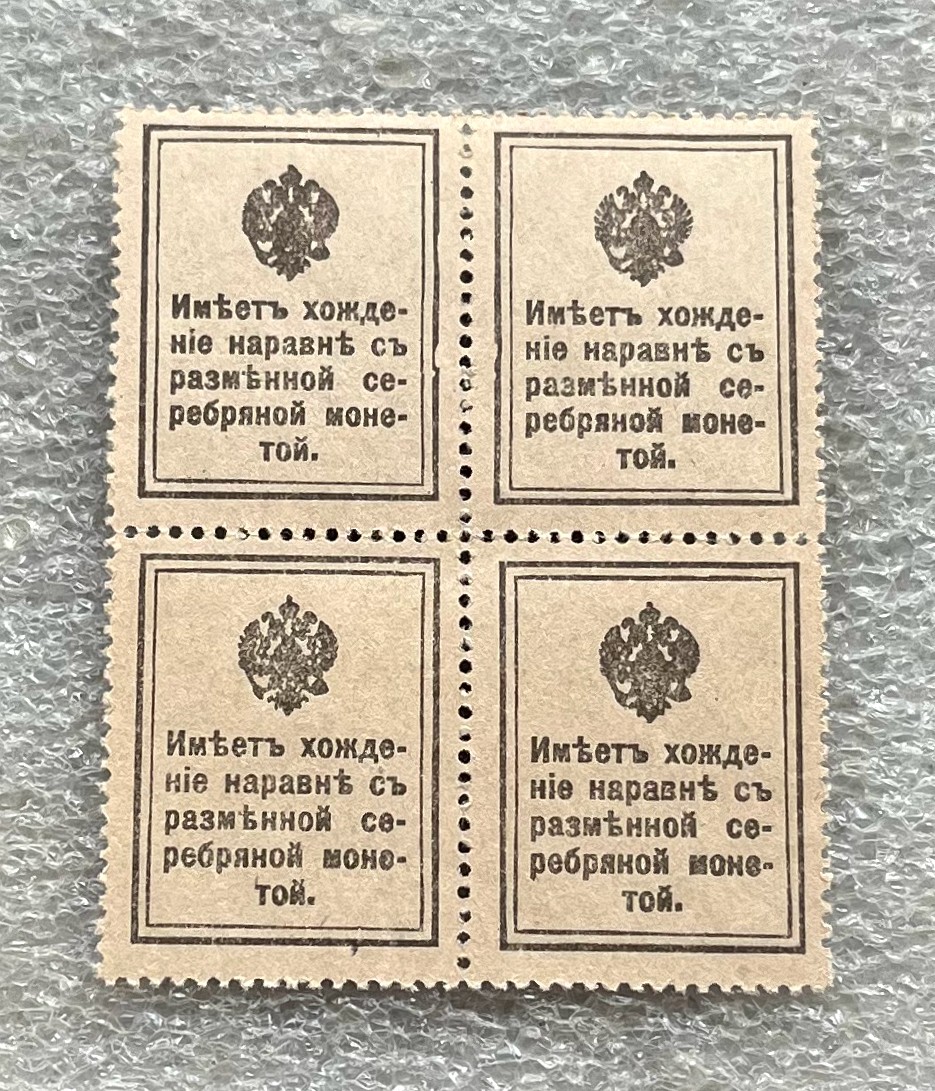 Имѣетъ хожде-
ніе наравнѣ съ
размѣнной се-
ребряной моне-
той.
Имѣетъ хожде-
ніе наравнѣ съ
размѣнной се-
ребряной моне-
той.
Имѣетъ хожде-
ніе наравнѣ съ
размѣнной се-
ребряной моне-
той.
Имѣетъ хожде-
ніе наравнѣ съ
размѣнной се-
ребряной моне-
той.